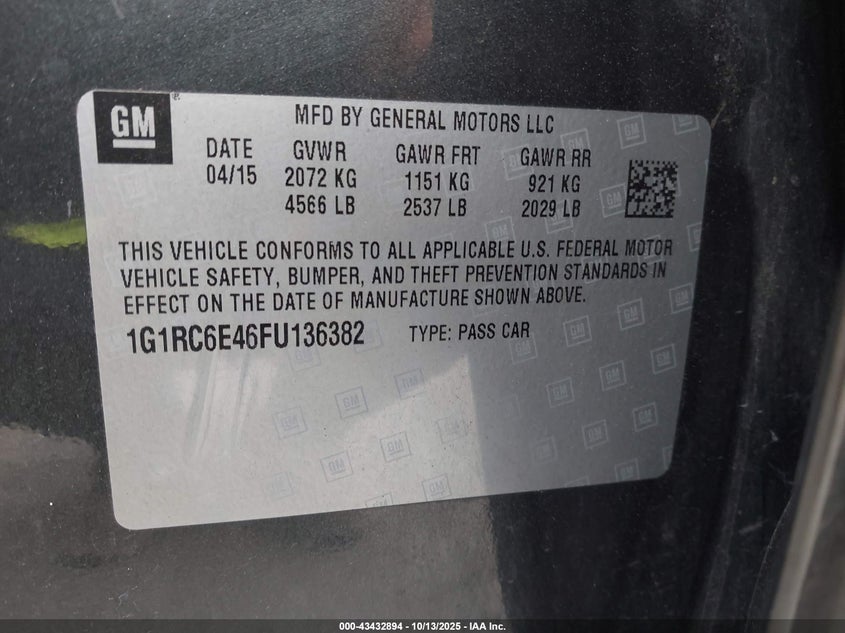 GM
MFD BY GENERAL MOTORS LLC
DATE GVWR GAWR FRT GAWR RR
04/15 2072 KG 1151 KG 921 KG
4566 LB 2537 LB 2029 LB
THIS VEHICLE CONFORMS TO ALL APPLICABLE U.S. FEDERAL MOTOR
VEHICLE SAFETY, BUMPER, AND THEFT PREVENTION STANDARDS IN
EFFECT ON THE DATE OF MANUFACTURE SHOWN ABOVE.
1G1RC6E46FU136382 TYPE: PASS CAR
000-43432894 - 10/13/2025 - IAA Inc.